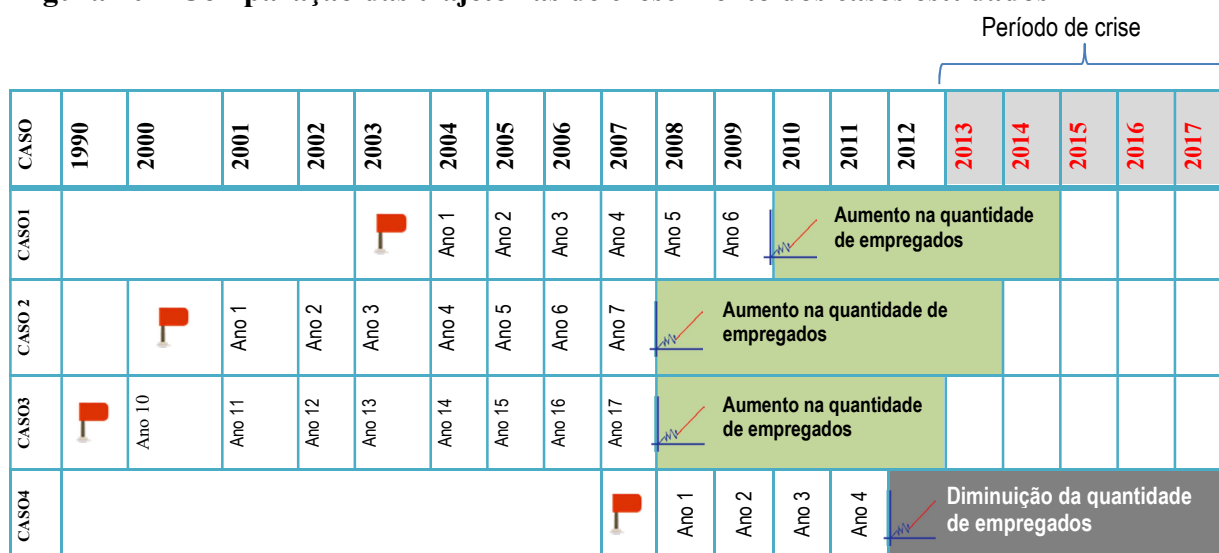 Período de crise
CASO 1990 2000 2001 2002 2003 2004 2005 2006 2007 2008 2009 2010 2011 2012 2013 2014 2015 2016 2017
CASO1 Ano 1 Ano 2 Ano 3 Ano 4 Ano 5 Ano 6 Aumento na quantidade
de empregados
CASO 2 Ano 1 Ano 2 Ano 3 Ano 4 Ano 5 Ano 6 Ano 7 Aumento na quantidade de
empregados
CASO3 Ano 10 Ano 11 Ano 12 Ano 13 Ano 14 Ano 15 Ano 16 Ano 17 Aumento na quantidade
de empregados
CASO4 Ano 1 Ano 2 Ano 3 Ano 4 Diminuição da quantidade
de empregados